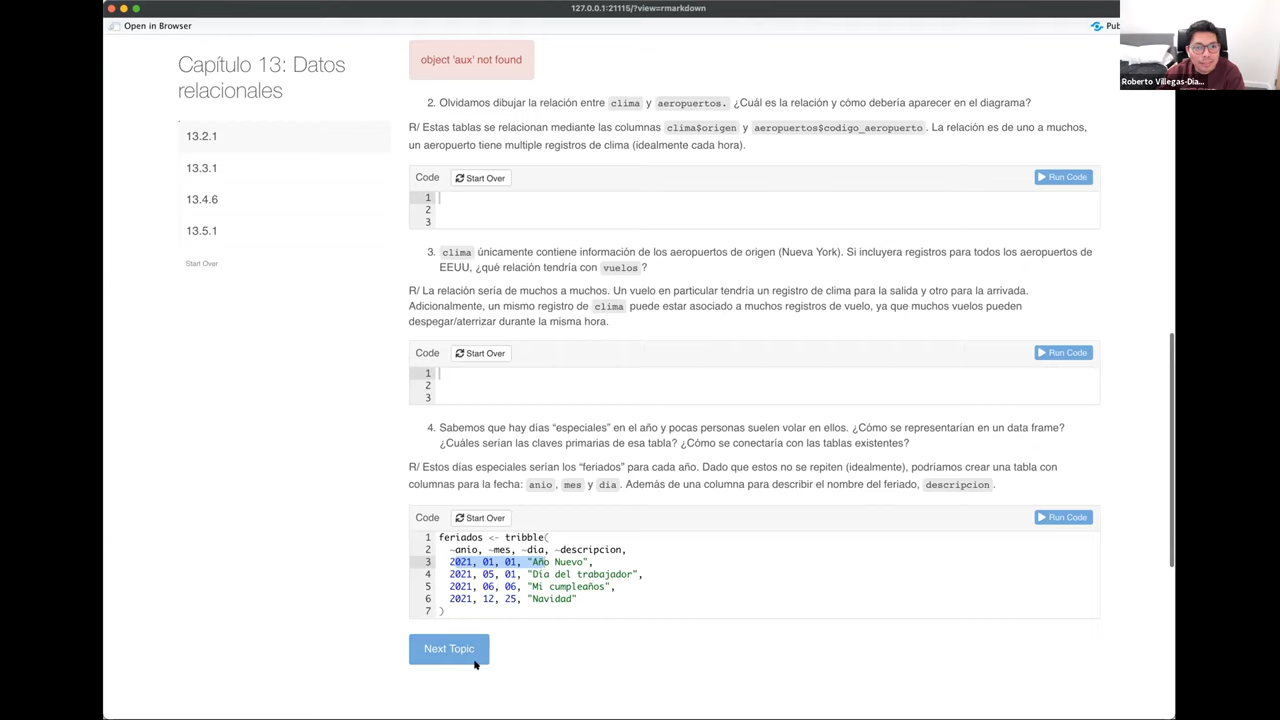 127.0.0.1:21115/?view=rmarkdown
Open in Browser
Roberto Villegas-Dia...
Capítulo 13: Datos
relacionales
13.2.1
13.3.1
13.4.6
13.5.1
Start Over
object 'aux' not found
2. Olvidamos dibujar la relación entre clima y aeropuertos. ¿Cuál es la relación y cómo debería aparecer en el diagrama?
R/ Estas tablas se relacionan mediante las columnas clima$origen y aeropuertos$codigo_aeropuerto. La relación es de uno a muchos,
un aeropuerto tiene multiple registros de clima (idealmente cada hora).
Code Start Over Run Code
1
2
3
3. clima únicamente contiene información de los aeropuertos de origen (Nueva York). Si incluyera registros para todos los aeropuertos de
EEUU, ¿qué relación tendría con vuelos?
R/ La relación sería de muchos a muchos. Un vuelo en particular tendría un registro de clima para la salida y otro para la arrivada.
Adicionalmente, un mismo registro de clima puede estar asociado a muchos registros de vuelo, ya que muchos vuelos pueden
despegar/aterrizar durante la misma hora.
Code Start Over Run Code
1
2
3
4. Sabemos que hay días “especiales” en el año y pocas personas suelen volar en ellos. ¿Cómo se representarían en un data frame?
¿Cuáles serían las claves primarias de esa tabla? ¿Cómo se conectaría con las tablas existentes?
R/ Estos días especiales serían los “feriados” para cada año. Dado que estos no se repiten (idealmente), podríamos crear una tabla con
columnas para la fecha: anio, mes y dia. Además de una columna para describir el nombre del feriado, descripcion.
Code Start Over Run Code
1 feriados <- tribble(
2 ~anio, ~mes, ~dia, ~descripcion,
3 2021, 01, 01, "Año Nuevo",
4 2021, 05, 01, "Dia del trabajador",
5 2021, 06, 06, "Mi cumpleaños",
6 2021, 12, 25, "Navidad"
7 )
Next Topic